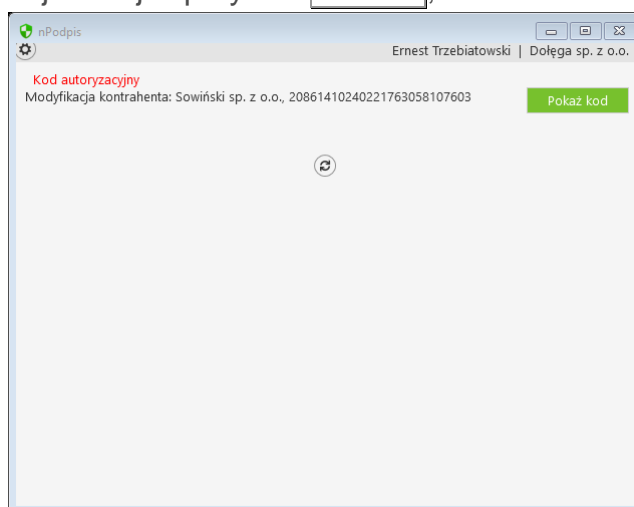 nPodpis
Ernest Trzebiatowski | Dołęga sp. z o.o.
Kod autoryzacyjny
Modyfikacja kontrahenta: Sowiński sp. z o.o., 20861410240221763058107603
Pokaż kod